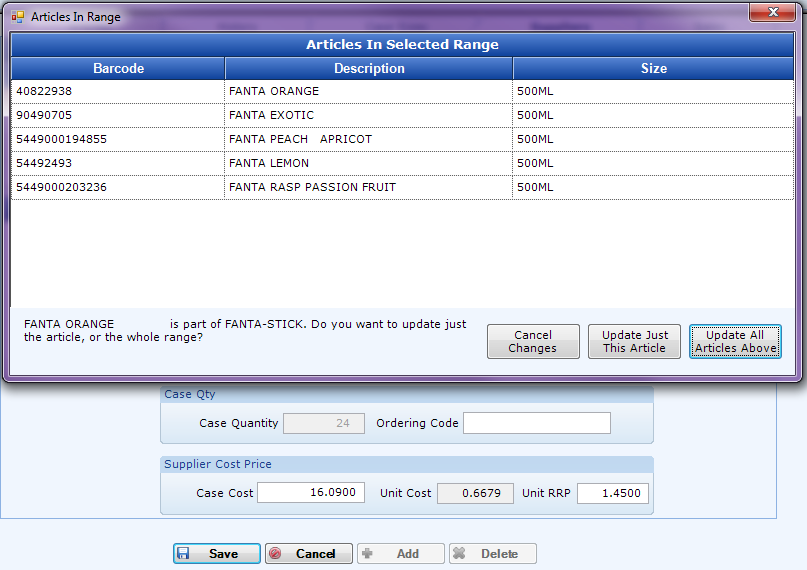 Articles In Range
Articles In Selected Range
Barcode Description Size
40822938 FANTA ORANGE 500ML
90490705 FANTA EXOTIC 500ML
5449000194855 FANTA PEACH   APRICOT 500ML
54492493 FANTA LEMON 500ML
5449000203236 FANTA RASP PASSION FRUIT 500ML
FANTA ORANGE is part of FANTA-STICK. Do you want to update just
the article, or the whole range?
Cancel
Changes
Update Just
This Article
Update All
Articles Above
Case Qty
Case Quantity 24 Ordering Code
Supplier Cost Price
Case Cost 16.0900 Unit Cost 0.6679 Unit RRP 1.4500
Save Cancel Add Delete